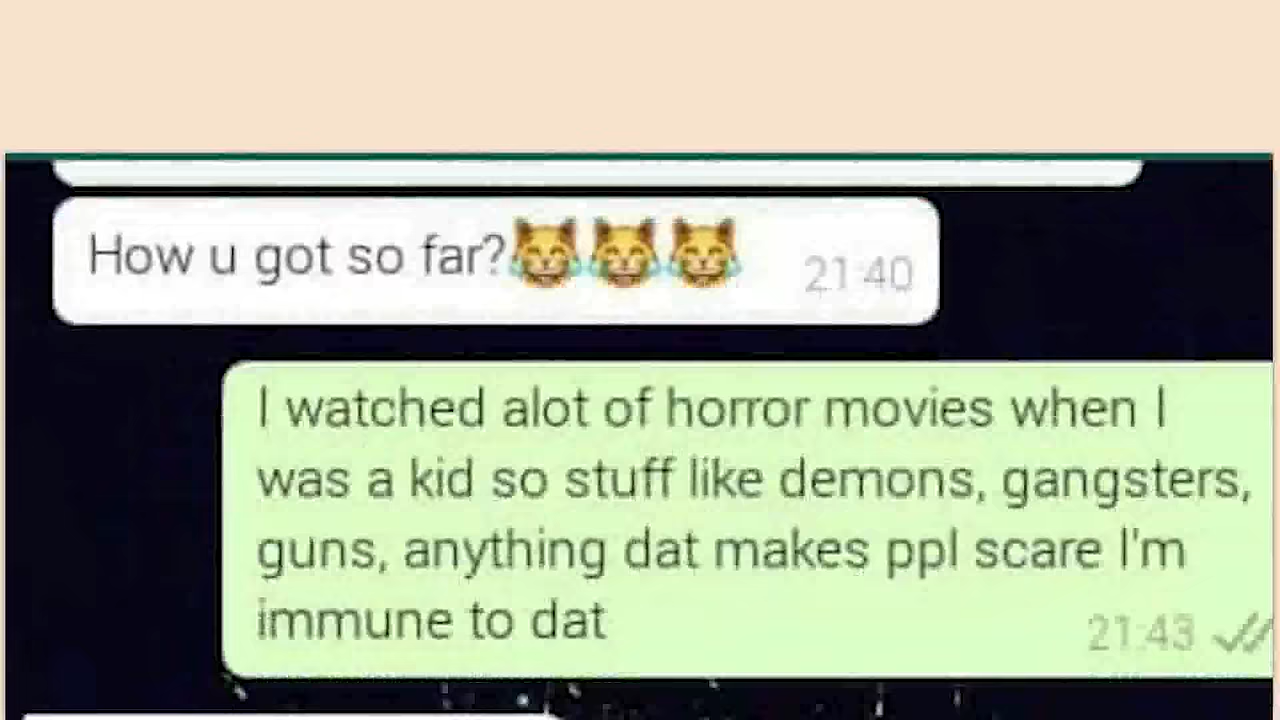 How u got so far?😹😹😹 21:40
I watched alot of horror movies when I
was a kid so stuff like demons, gangsters,
guns, anything dat makes ppl scare I'm
immune to dat 21:43